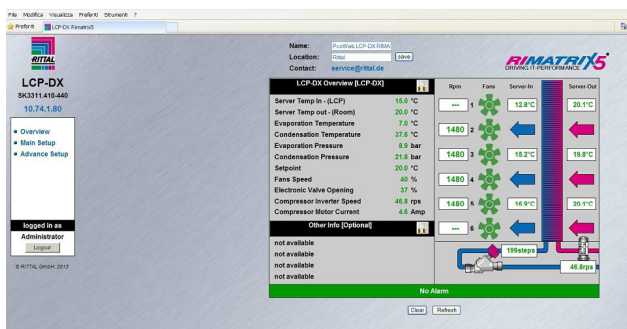 File Modifica Visualizza Preferiti Strumenti ?
Preferiti LCP-DX Rimatrix5
RITTAL
LCP-DX
SK3311.410-440
10.74.1.80
Overview
Main Setup
Advance Setup
logged in as
Administrator
Logout
© RITTAL GmbH, 2013
Name: PcoWeb LCP-DX RIMA
Location: Rittal save
Contact: service@rittal.de
RIMATRIX5
DRIVING IT-PERFORMANCE
LCP-DX Overview [LCP-DX]
Server Temp In - (LCP) 15.0 °C
Server Temp Out - (Room) 20.0 °C
Evaporation Temperature 7.0 °C
Condensation Temperature 37.6 °C
Evaporation Pressure 8.9 bar
Condensation Pressure 21.8 bar
Setpoint 20.0 °C
Fans Speed 40 %
Electronic Valve Opening 37 %
Compressor Inverter Speed 46.8 rps
Compressor Motor Current 4.6 Amp
Other Info [Optional]
not available
not available
not available
not available
Rpm Fans Server-In Server-Out
--- 1 12.8°C 20.1°C
1480 2
1480 3 15.2°C 19.8°C
1480 4
1480 5 16.9°C 20.1°C
--- 6
199steps
46.8rps
No Alarm
Clear Refresh